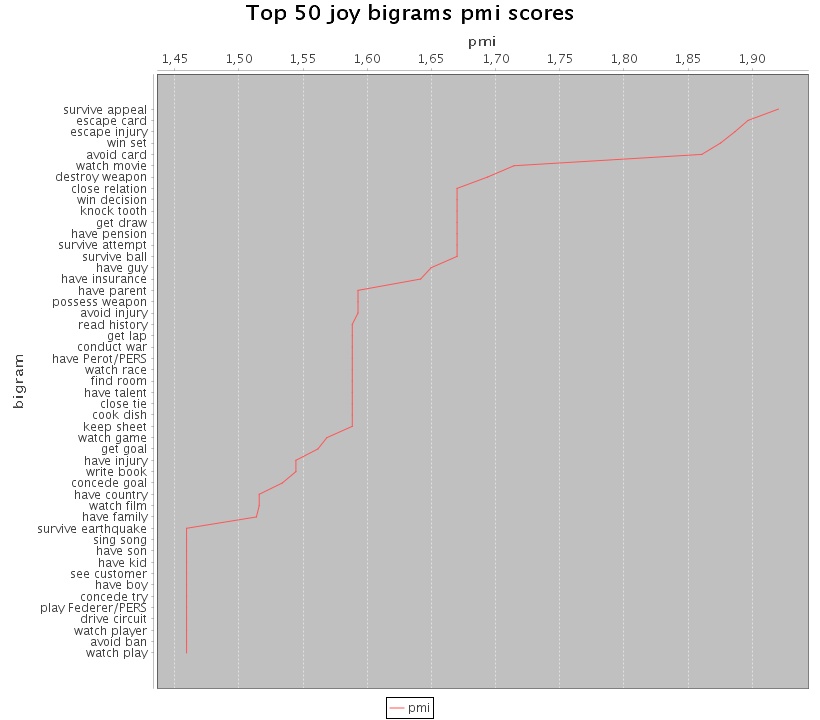 Top 50 joy bigrams pmi scores
pmi
1,45 1,50 1,55 1,60 1,65 1,70 1,75 1,80 1,85 1,90
survive appeal
escape card
escape injury
win set
avoid card
watch movie
destroy weapon
close relation
win decision
knock tooth
get draw
have pension
survive attempt
survive ball
have guy
have insurance
have parent
possess weapon
avoid injury
read history
get lap
conduct war
have Perot/PERS
watch race
find room
have talent
close tie
cook dish
keep sheet
watch game
get goal
have injury
write book
concede goal
have country
watch film
have family
survive earthquake
sing song
have son
have kid
see customer
have boy
concede try
play Federer/PERS
drive circuit
watch player
avoid ban
watch play
bigram
pmi